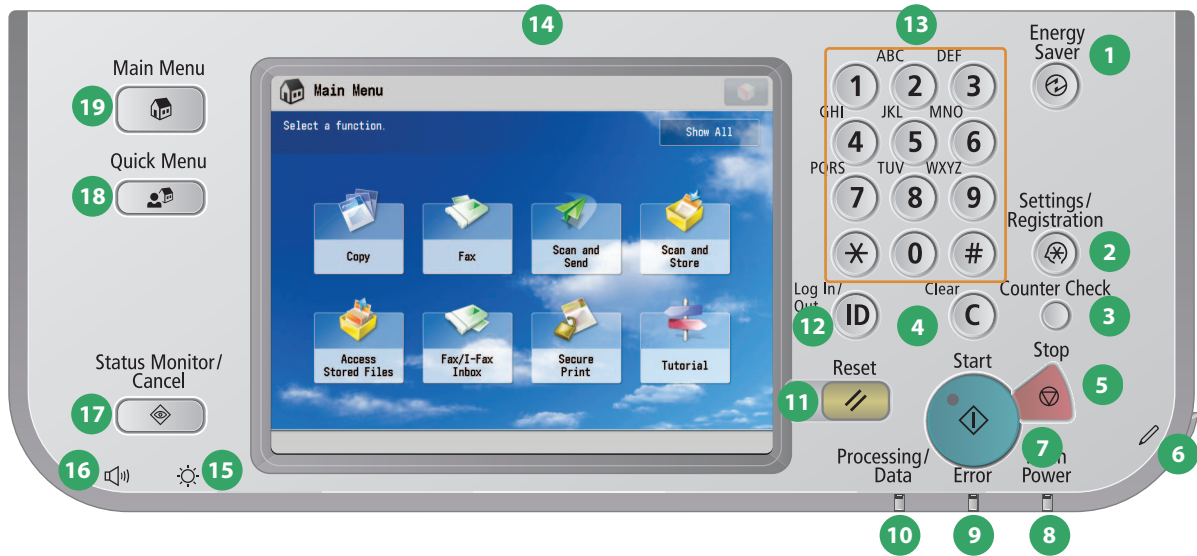 14
13
Energy
Saver
1
Main Menu
19
Quick Menu
18
Main Menu
Select a function.
Show All
Copy
Fax
Scan and
Send
Scan and
Store
Access
Stored Files
Fax/I-Fax
Inbox
Secure
Print
Tutorial
ABC DEF
1 2 3
GHI JKL MNO
4 5 6
PQRS TUV WXYZ
7 8 9
* 0 #
Settings/
Registration
2
Log In/
Out
12
ID
4
Clear
C
Counter Check
3
Status Monitor/
Cancel
17
16
15
Reset
11
Start
Stop
5
7
6
Processing/
Data
Error
Power
10
9
8